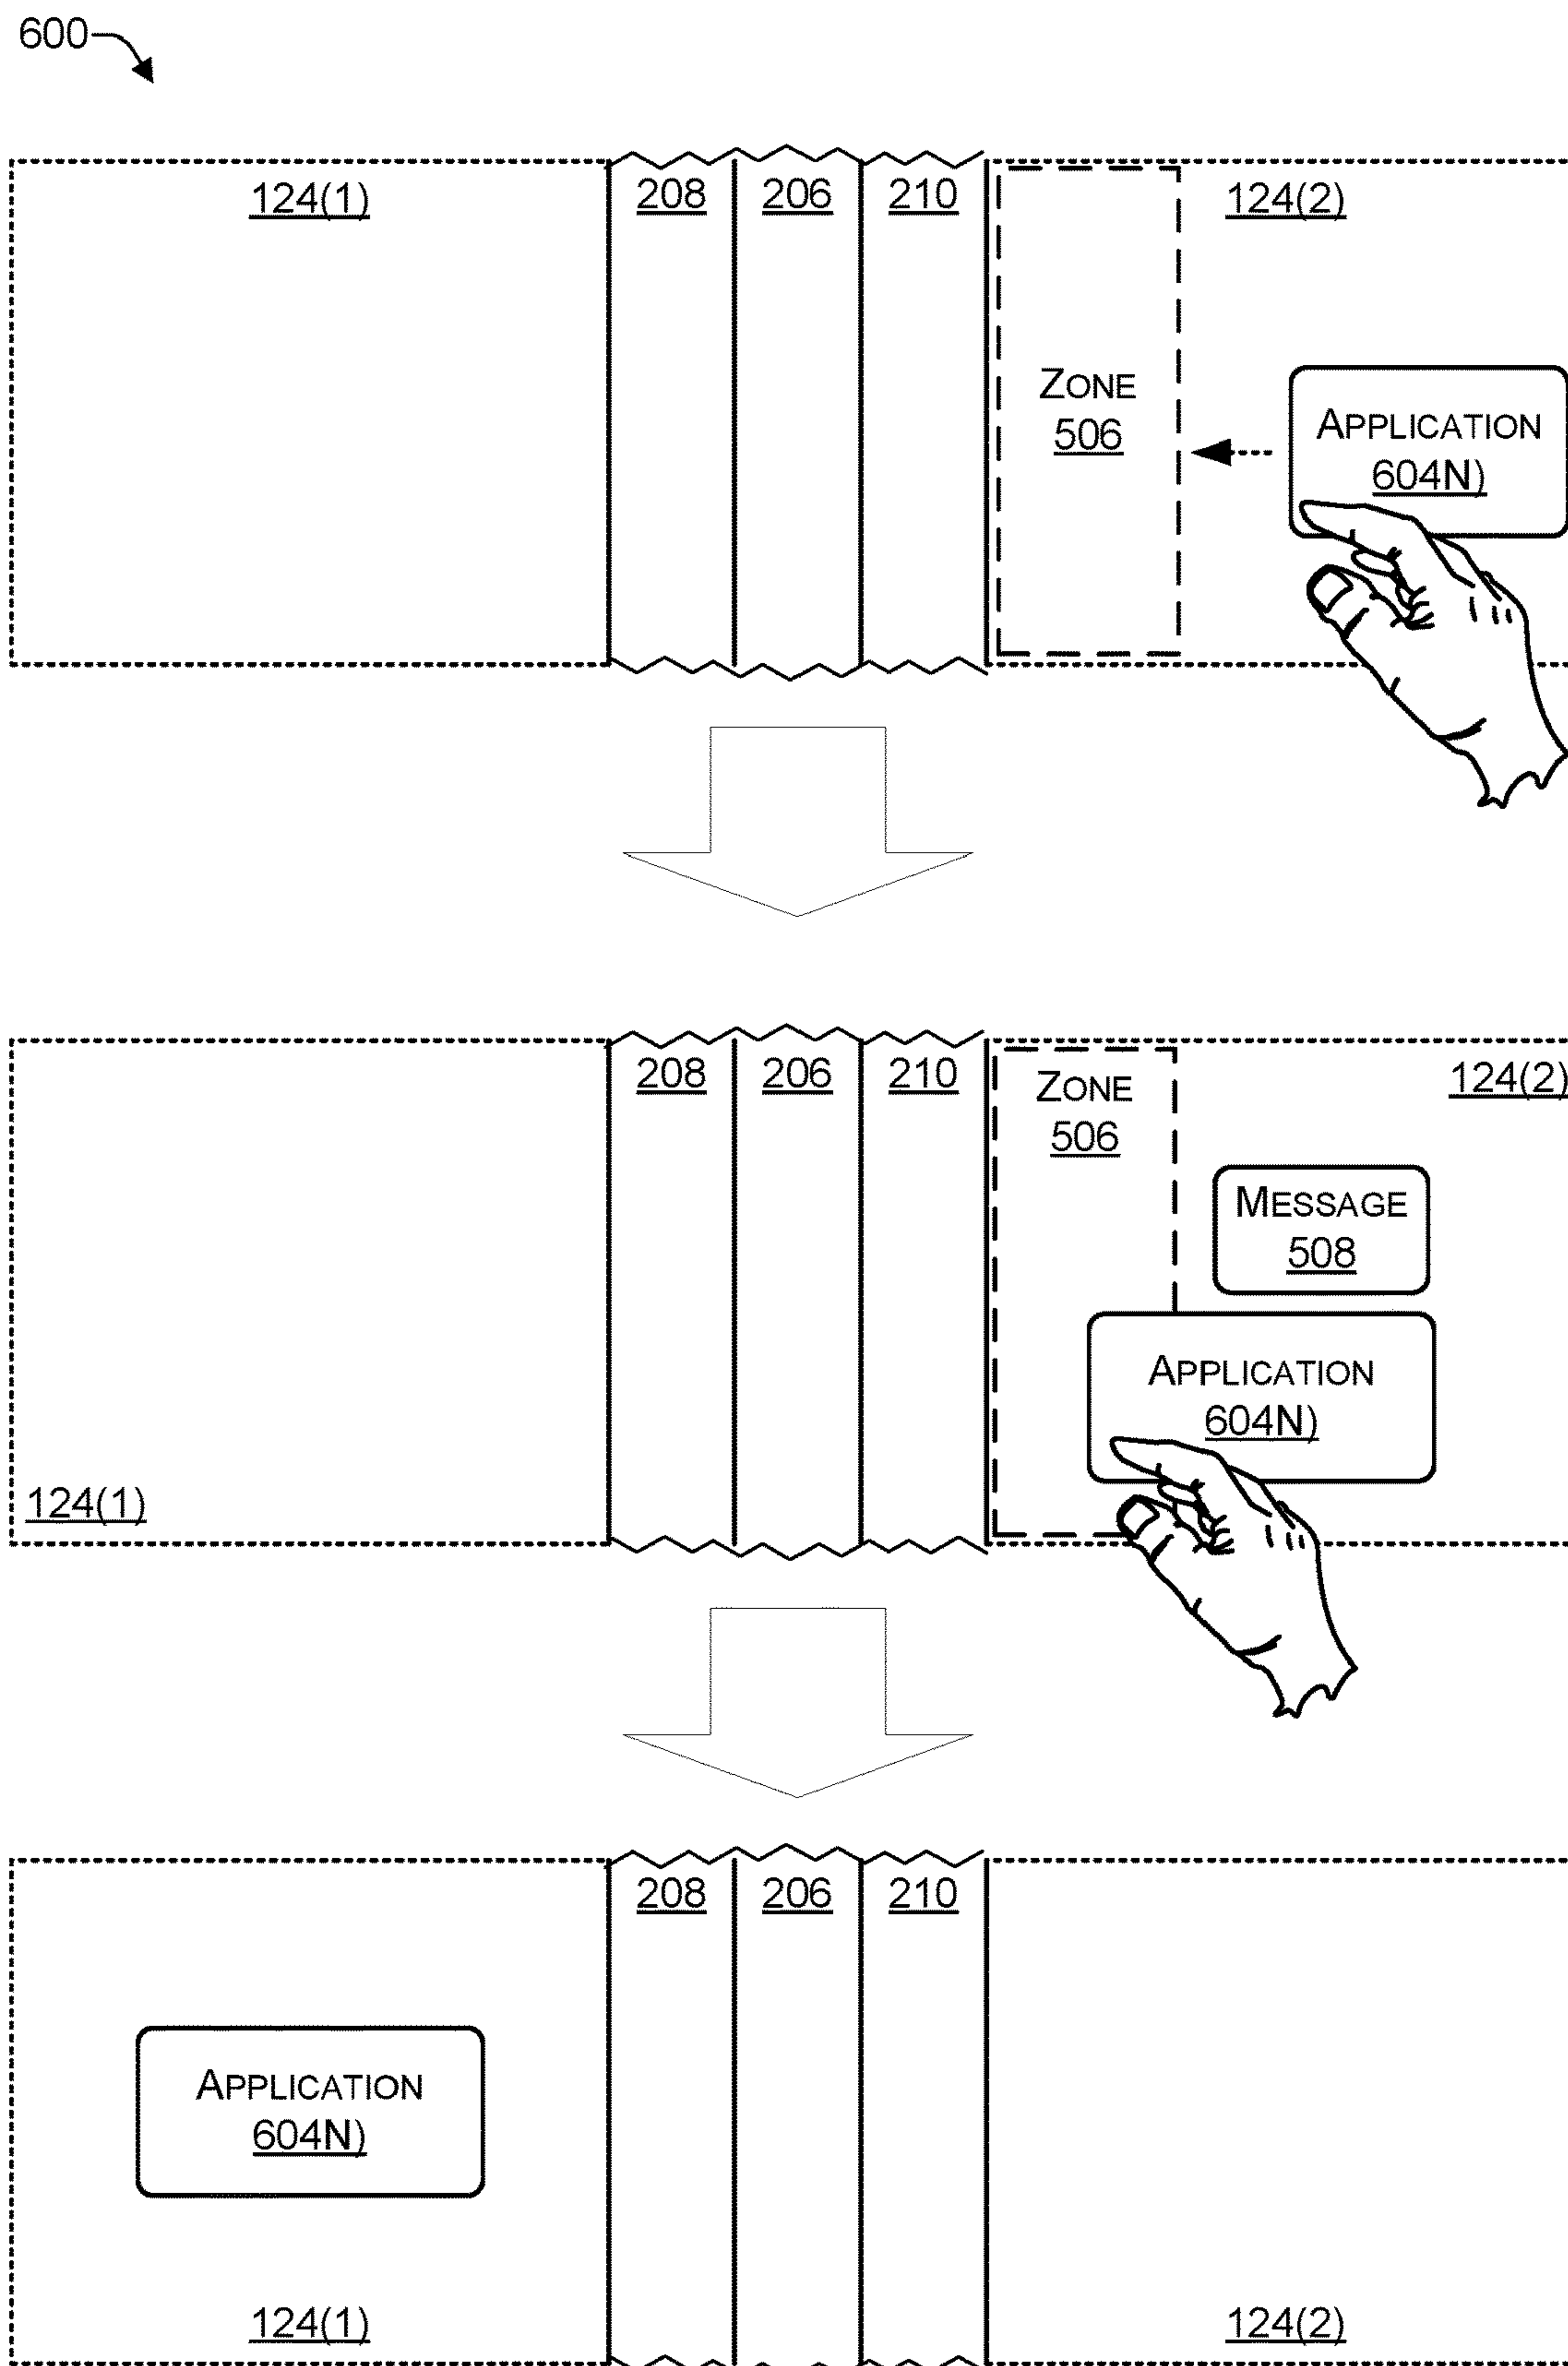 600
124(1)
208
206
210
124(2)
ZONE
506
APPLICATION
604N)
208
206
210
ZONE
506
124(2)
MESSAGE
508
APPLICATION
604N)
124(1)
208
206
210
APPLICATION
604N)
124(1)
124(2)